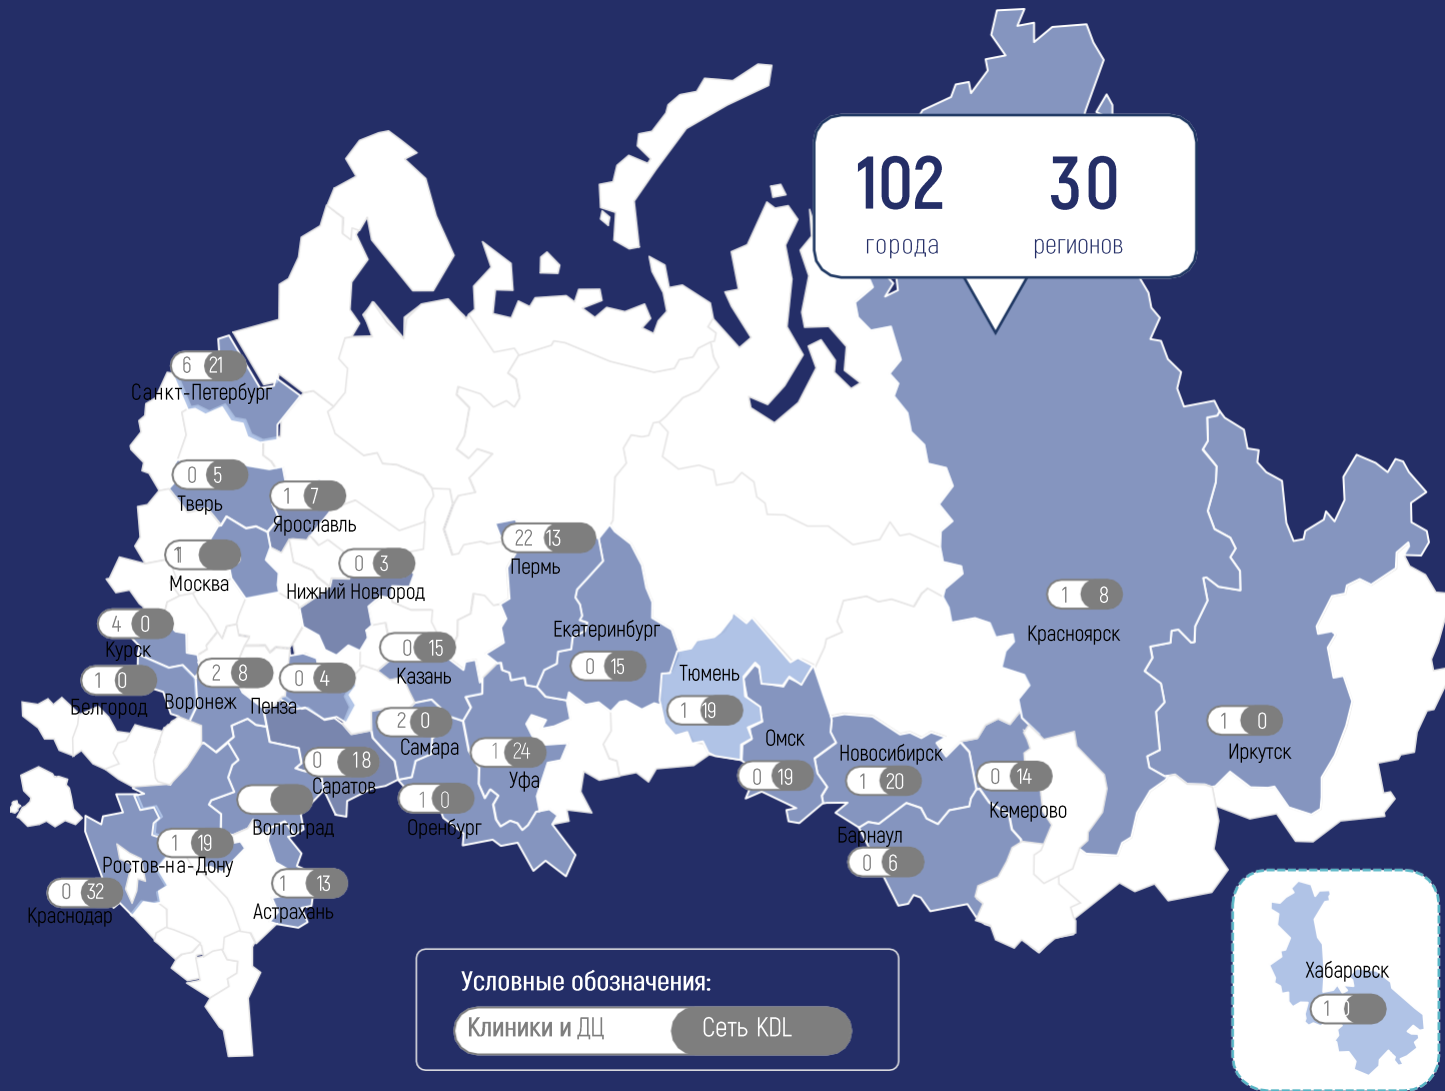 102 30
города регионов
6 21
Санкт-Петербург
0 5
Тверь
1 7
Ярославль
22 13
Пермь
Москва
0 3
Нижний Новгород
1 8
Красноярск
4 0
Курск
0 15
Казань
Екатеринбург
0 15
1 0
Белгород
2 8
Воронеж
0 4
Пенза
Тюмень
1 19
2 0
Самара
1 24
Уфа
Омск
0 19
Новосибирск
1 20
0 14
Кемерово
1 0
Иркутск
0 18
Саратов
1 0
Оренбург
Волгоград
1 19
Ростов-на-Дону
Барнаул
0 6
0 32
Краснодар
1 13
Астрахань
Хабаровск
1 0
Условные обозначения:
Клиники и ДЦ Сеть KDL